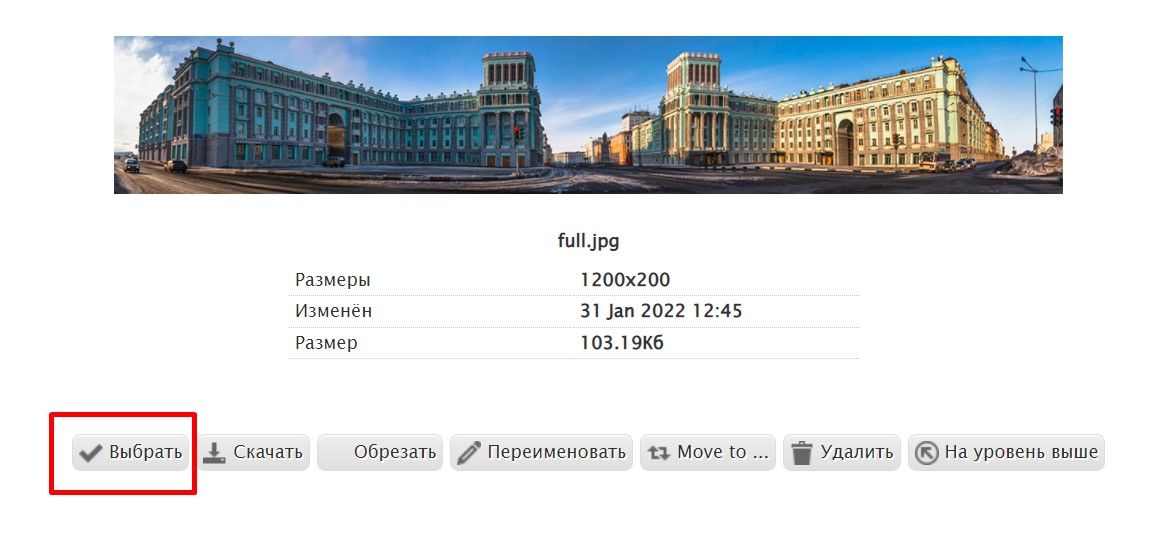 full.jpg
Размеры 1200x200
Изменён 31 Jan 2022 12:45
Размер 103.19Кб
Выбрать Скачать Обрезать Переименовать Move to ... Удалить На уровень выше